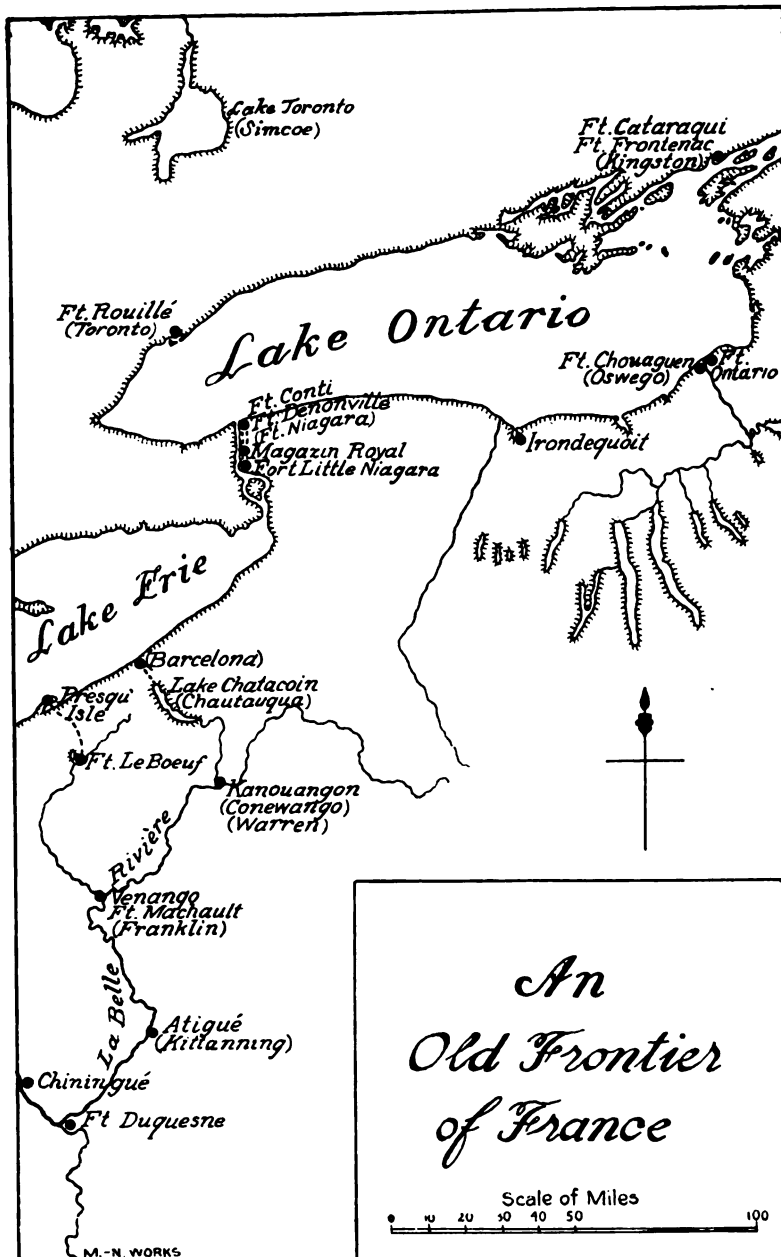 Lake Toronto
(Simcoe)
Ft. Cataraqui
Ft. Frontenac
(Kingston)
Ft. Rouillé
(Toronto)
Lake Ontario
Ft. Chouaguen
(Oswego)
Ft.
Ontario
Ft. Conti
Ft. Denonville
(Ft. Niagara)
Magazin Royal
Fort Little Niagara
Irondequoit
Lake Erie
Barcelona)
Presqu'
Isle
Lake Chatacoin
(Chautauqua)
Ft. Le Boeuf
Kanouangon
(Conewango)
(Warren)
Rivière
Venango
Ft. Machault
(Franklin)
La Belle
Atigué
(Kittanning)
Chininqué
Ft Duquesne
An
Old Frontier
of France
Scale of Miles
0 10 20 30 40 50 100
M.-N. WORKS